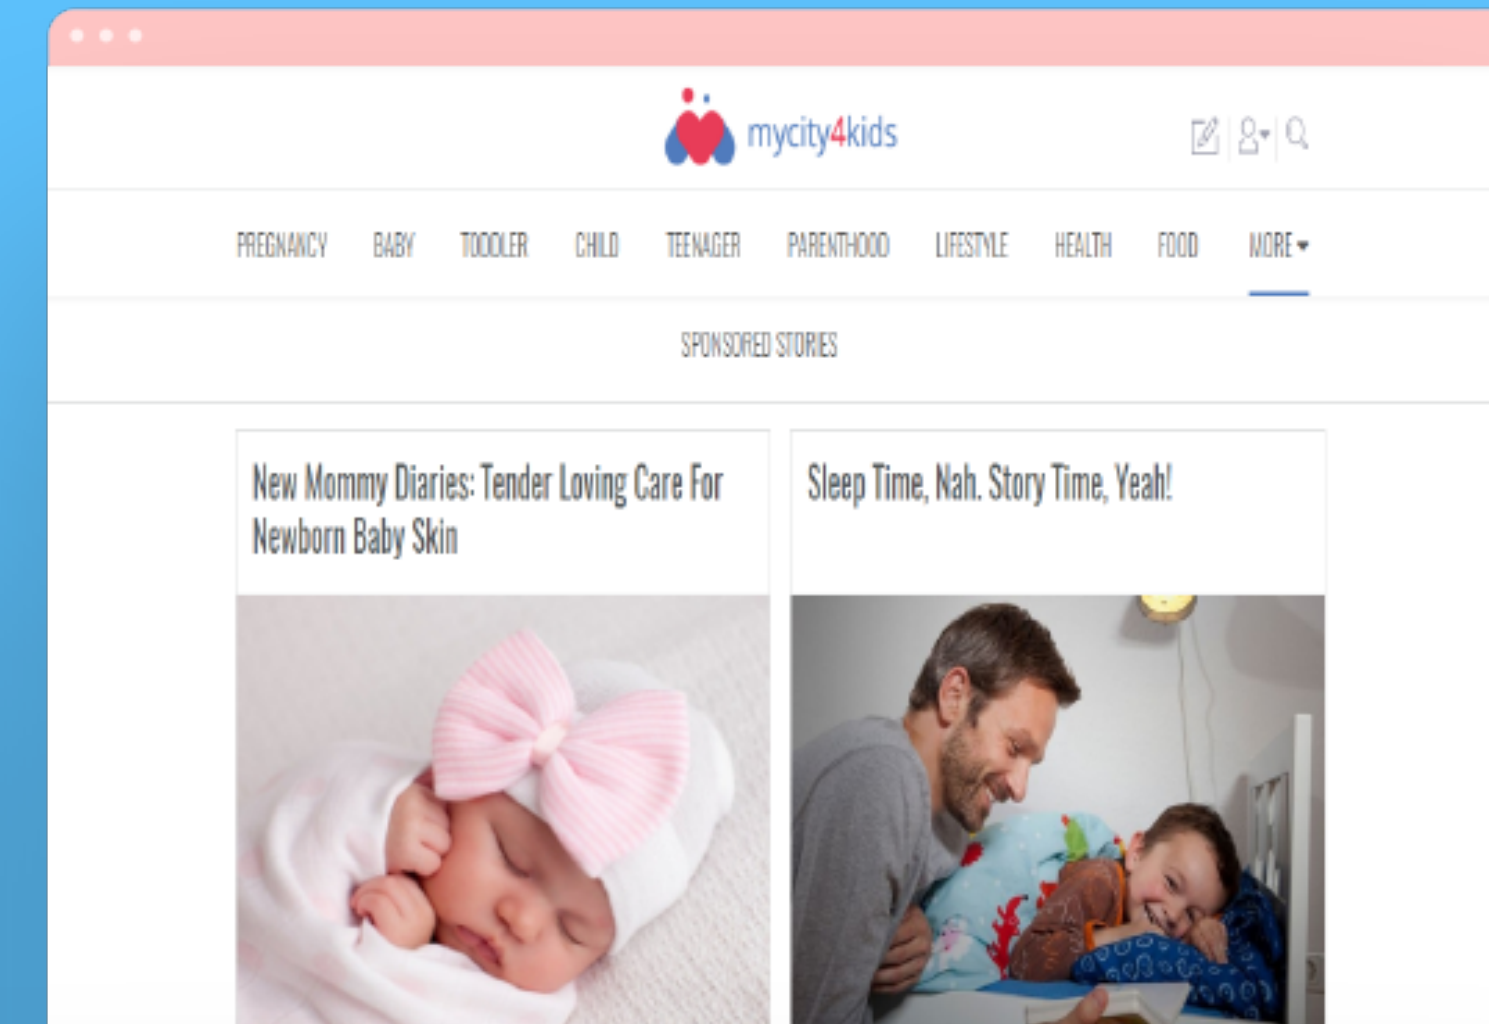 mycity4kids
PREGNANCY BABY TODDLER CHILD TEENAGER PARENTHOOD LIFESTYLE HEALTH FOOD MORE
SPONSORED STORIES
New Mommy Diaries: Tender Loving Care For
Newborn Baby Skin
Sleep Time, Nah. Story Time, Yeah!